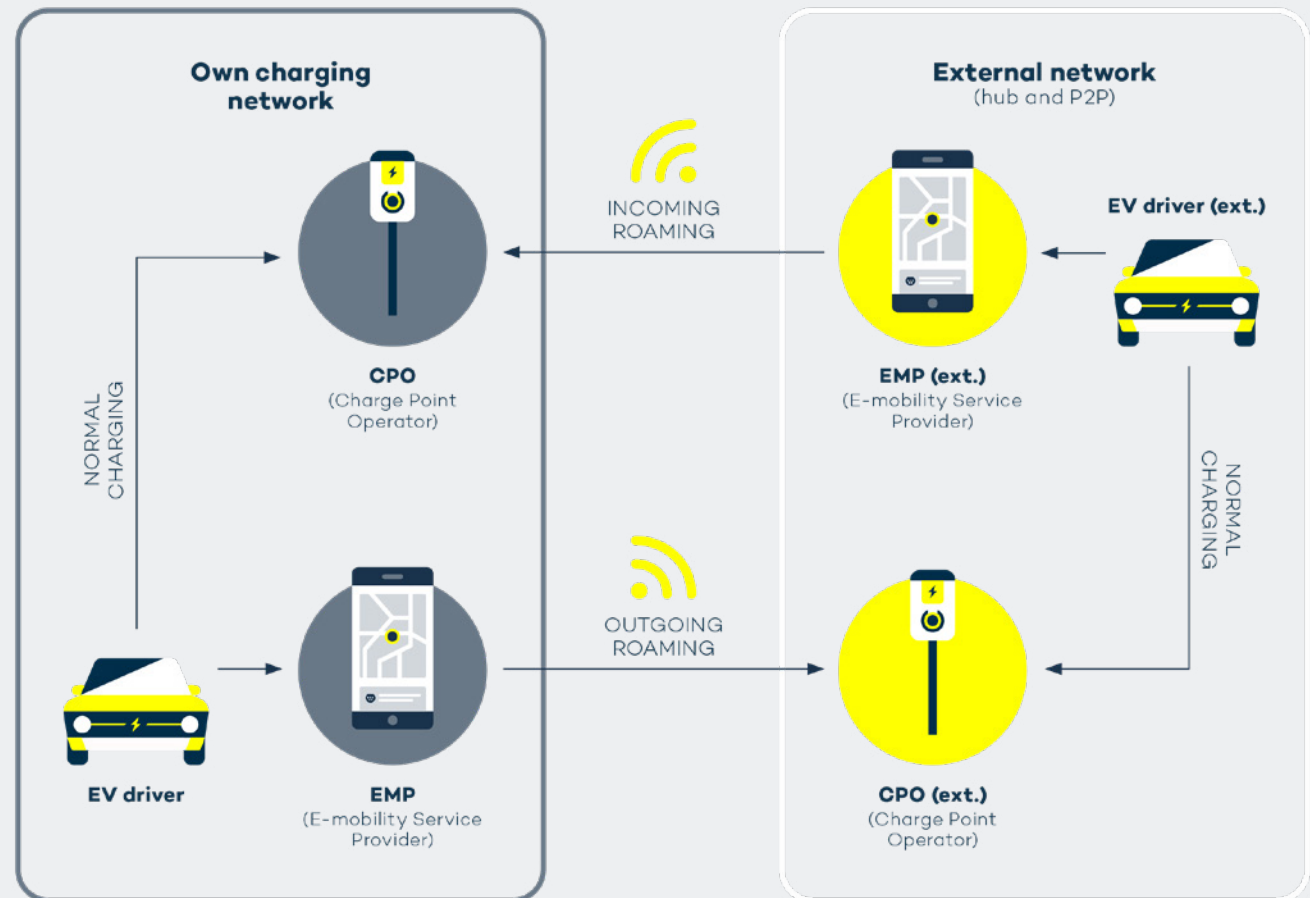 Own charging
network
CPO
(Charge Point
Operator)
NORMAL
CHARGING
EV driver
EMP
(E-mobility Service
Provider)
INCOMING
ROAMING
OUTGOING
ROAMING
External network
(hub and P2P)
EMP (ext.)
(E-mobility Service
Provider)
EV driver (ext.)
NORMAL
CHARGING
CPO (ext.)
(Charge Point
Operator)